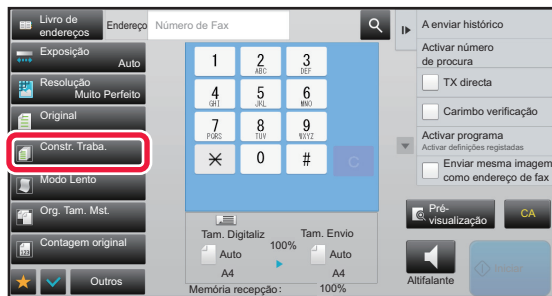 Livro de
endereços
Endereço
Número de Fax
Exposição
Auto
Resolução
Muito Perfeito
Original
Constr. Traba.
Modo Lento
Org. Tam. Mst.
Contagem original
Outros
1
2
ABC
3
DEF
4
GHI
5
JKL
6
MNO
7
PQRS
8
TUV
9
WXYZ
0
#
C
Tam. Digitaliz
100%
Tam. Envio
Auto
Auto
A4
A4
Memória recepção:
100%
A enviar histórico
Activar número
de procura
TX directa
Carimbo verificação
Activar programa
Activar definições registadas
Enviar mesma imagem
como endereço de fax
Pré-
visualização
CA
Altifalante
Iniciar